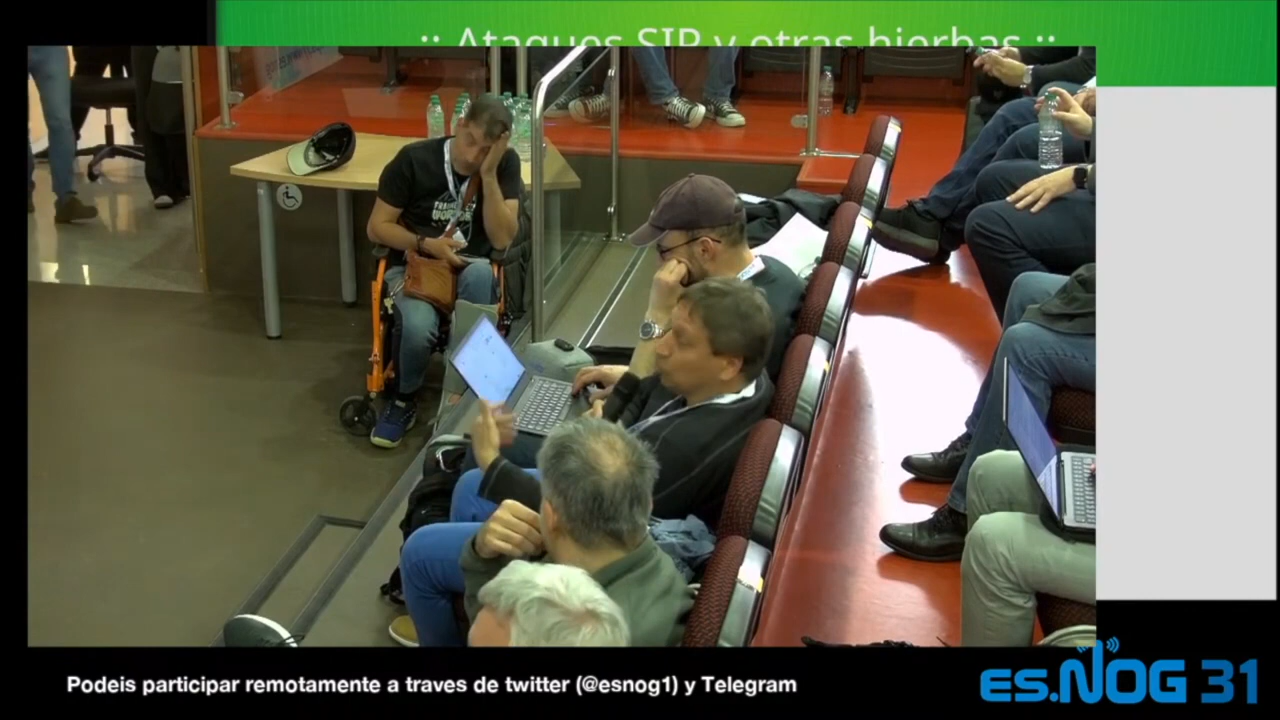 :: Ataques SIP y otras hierbas ::
Podeis participar remotamente a traves de twitter (@esnog1) y Telegram
es.NOG 31